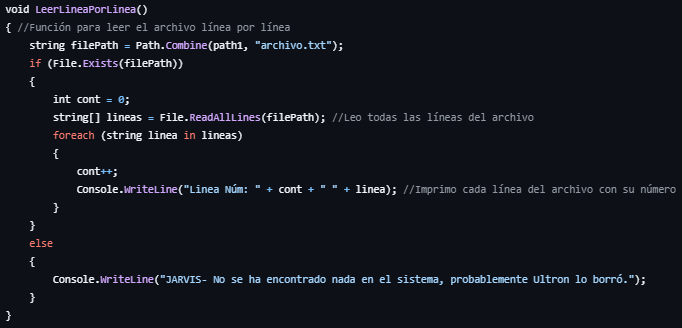 void LeerLineaPorLinea()
{ //Función para leer el archivo línea por línea
    string filePath = Path.Combine(path1, "archivo.txt");
    if (File.Exists(filePath))
    {
        int cont = 0;
        string[] lineas = File.ReadAllLines(filePath); //Leo todas las líneas del archivo
        foreach (string linea in lineas)
        {
            cont++;
            Console.WriteLine("Linea Núm: " + cont + " " + linea); //Imprimo cada línea del archivo con su número
        }
    }
    else
    {
        Console.WriteLine("JARVIS- No se ha encontrado nada en el sistema, probablemente Ultron lo borró.");
    }
}